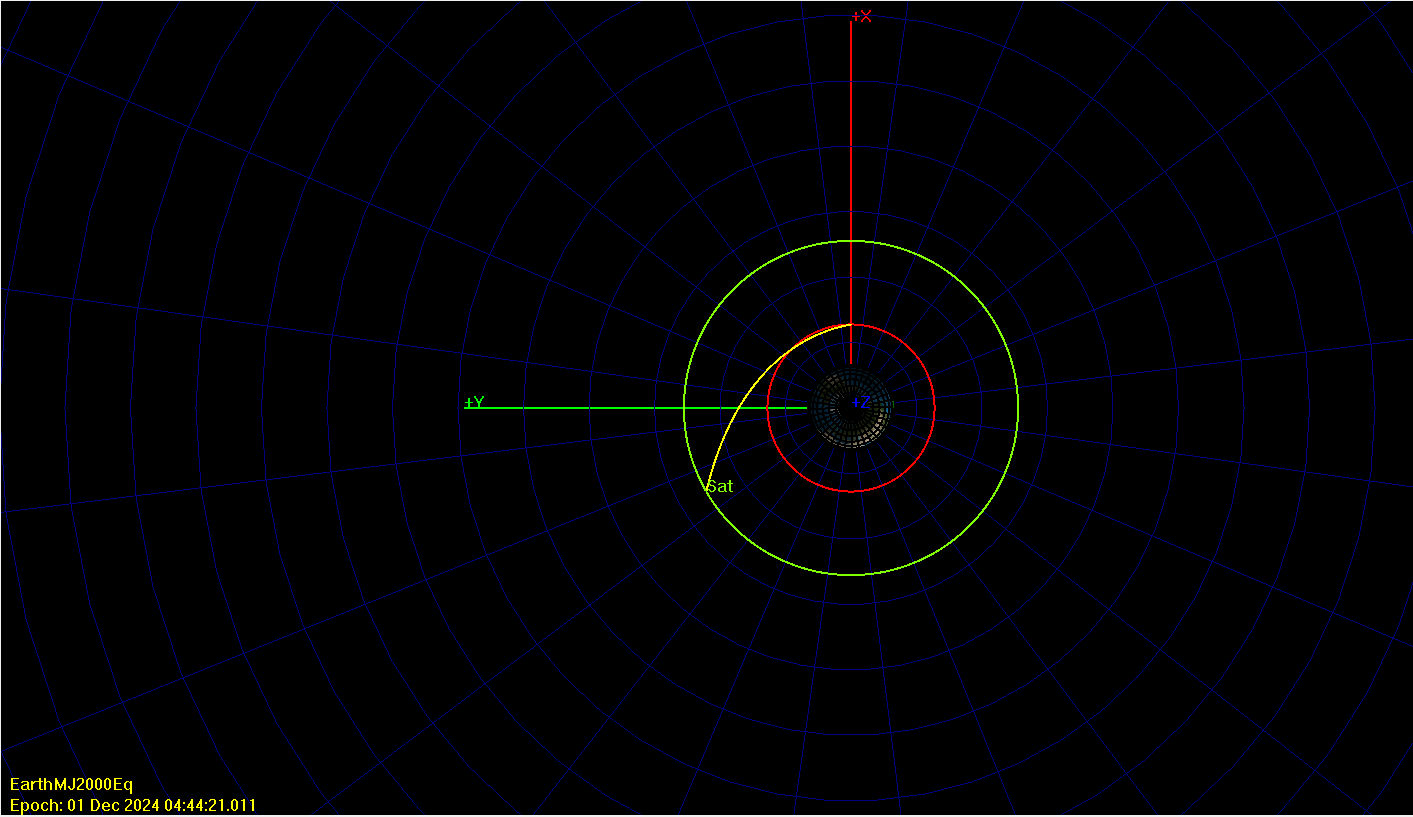 +X
+Y
+Z
Sat
EarthMJ2000Eq
Epoch: 01 Dec 2024 04:44:21.011